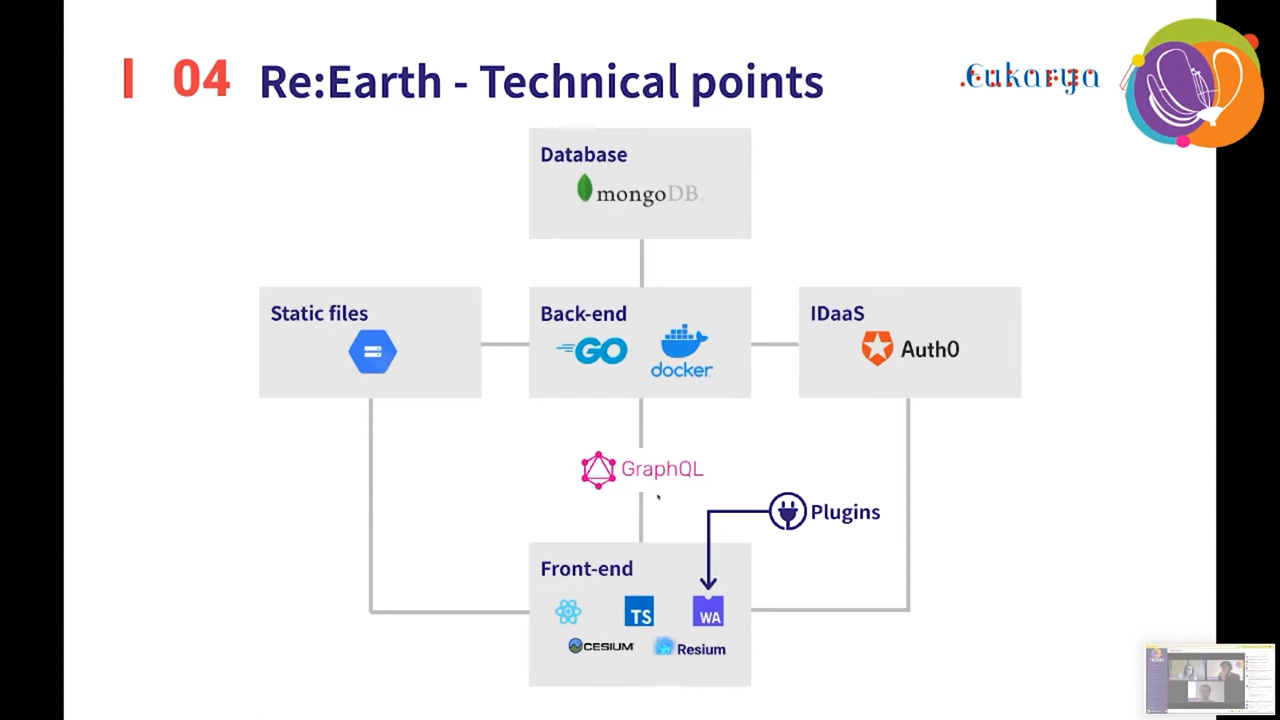 04 Re:Earth - Technical points
Eukarya
Database
mongoDB
Static files
Back-end
GO
docker
IDaaS
Auth0
GraphQL
Plugins
Front-end
TS
WA
CESIUM
Resium